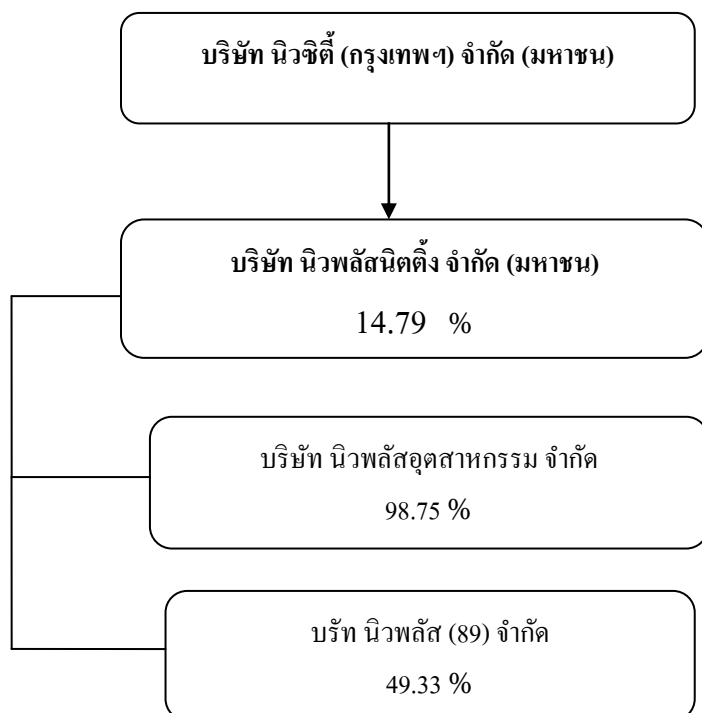 บริษัท นิวซิตี้ (กรุงเทพฯ) จำกัด (มหาชน)
บริษัท นิวพลัสนิตติ้ง จำกัด (มหาชน)
14.79 %
บริษัท นิวพลัสอุตสาหกรรม จำกัด
98.75 %
บรัท นิวพลัส (89) จำกัด
49.33 %